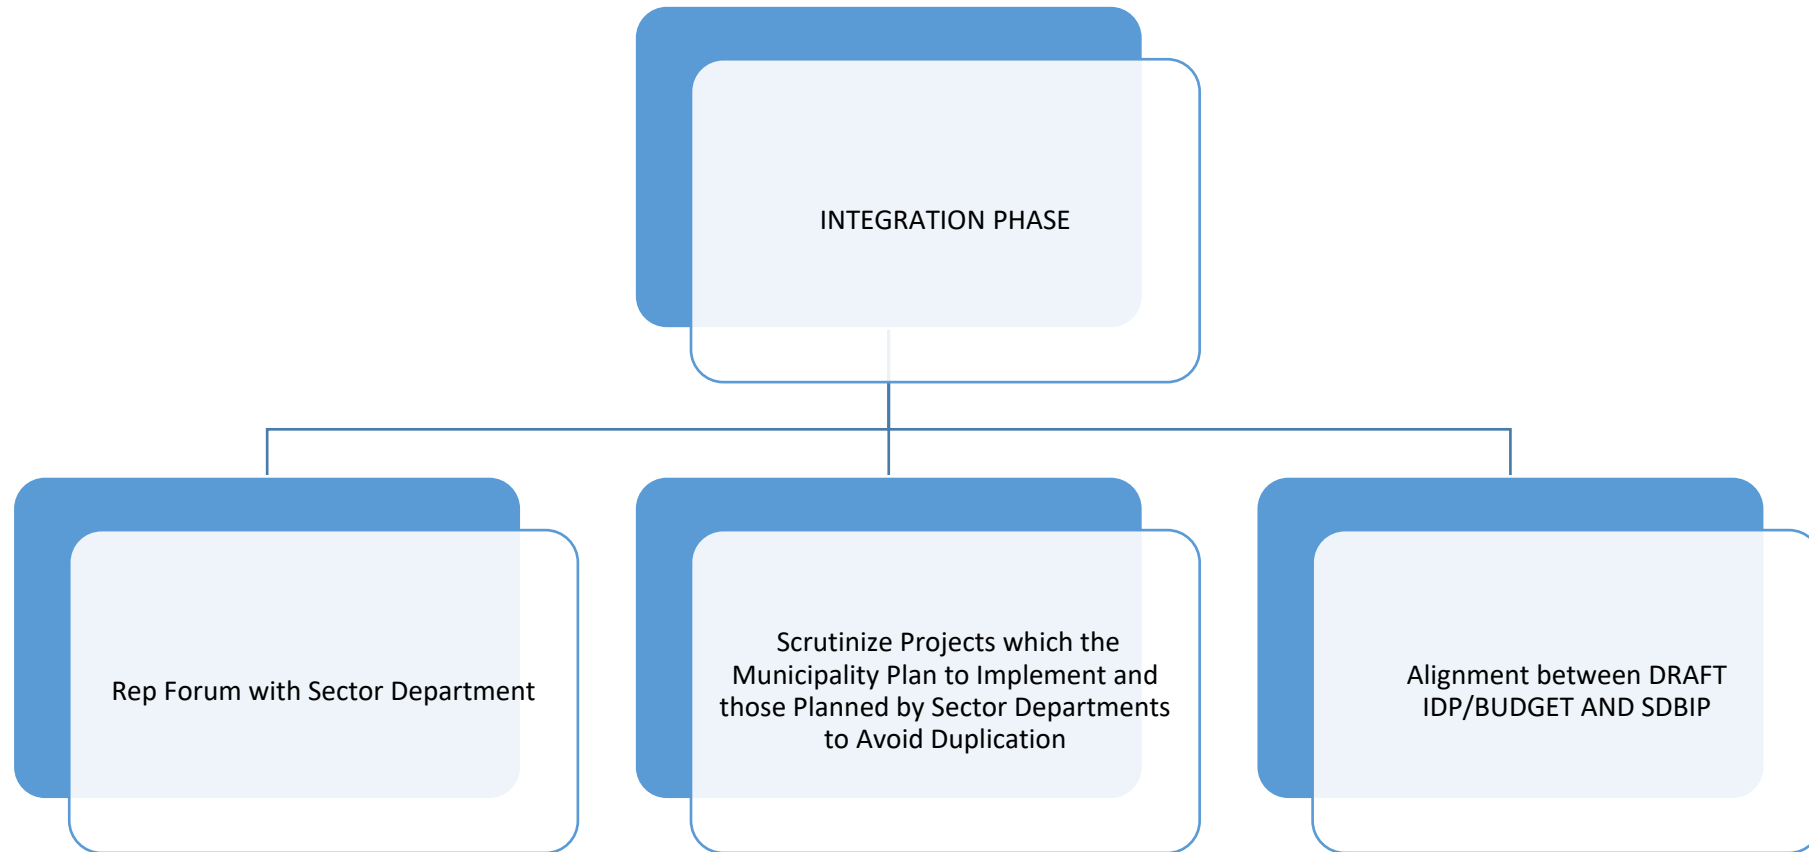 INTEGRATION PHASE
Rep Forum with Sector Department
Scrutinize Projects which the
Municipality Plan to Implement and
those Planned by Sector Departments
to Avoid Duplication
Alignment between DRAFT
IDP/BUDGET AND SDBIP